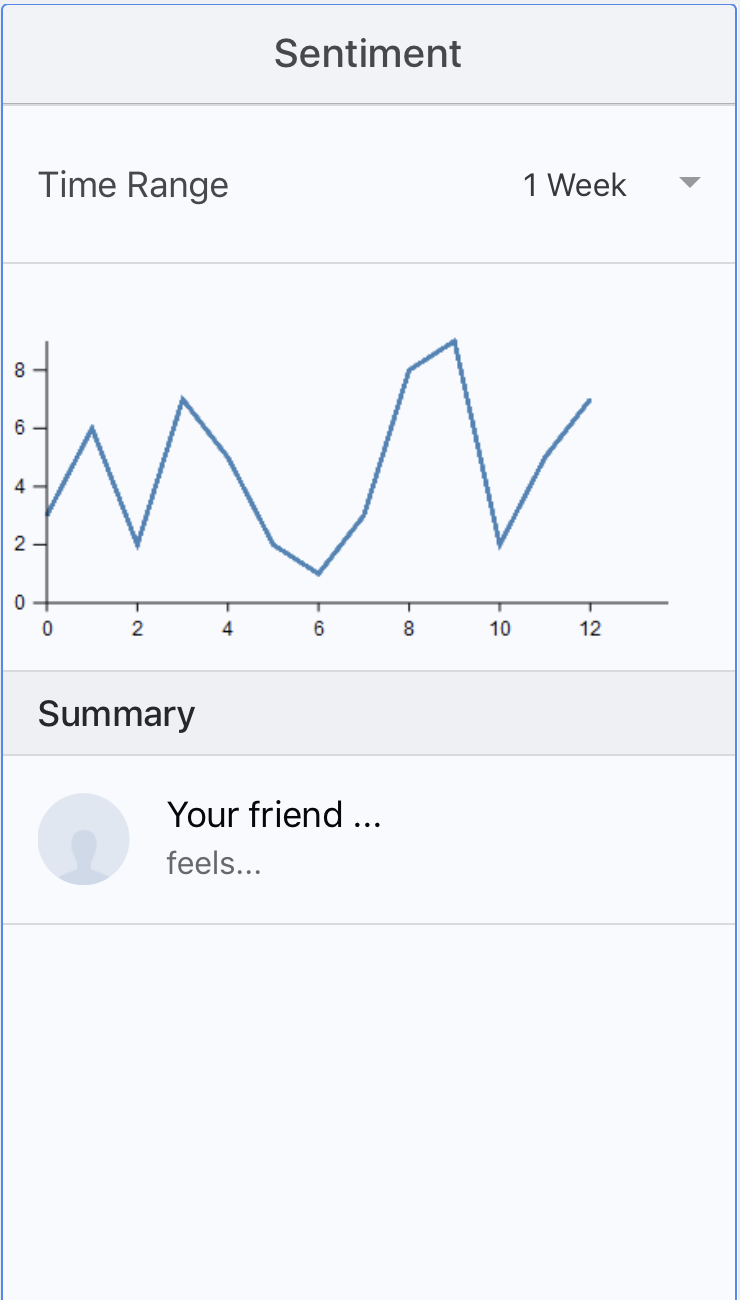 Sentiment
Time Range 1 Week
8
6
4
2
0
0 2 4 6 8 10 12
Summary
Your friend ...
feels...